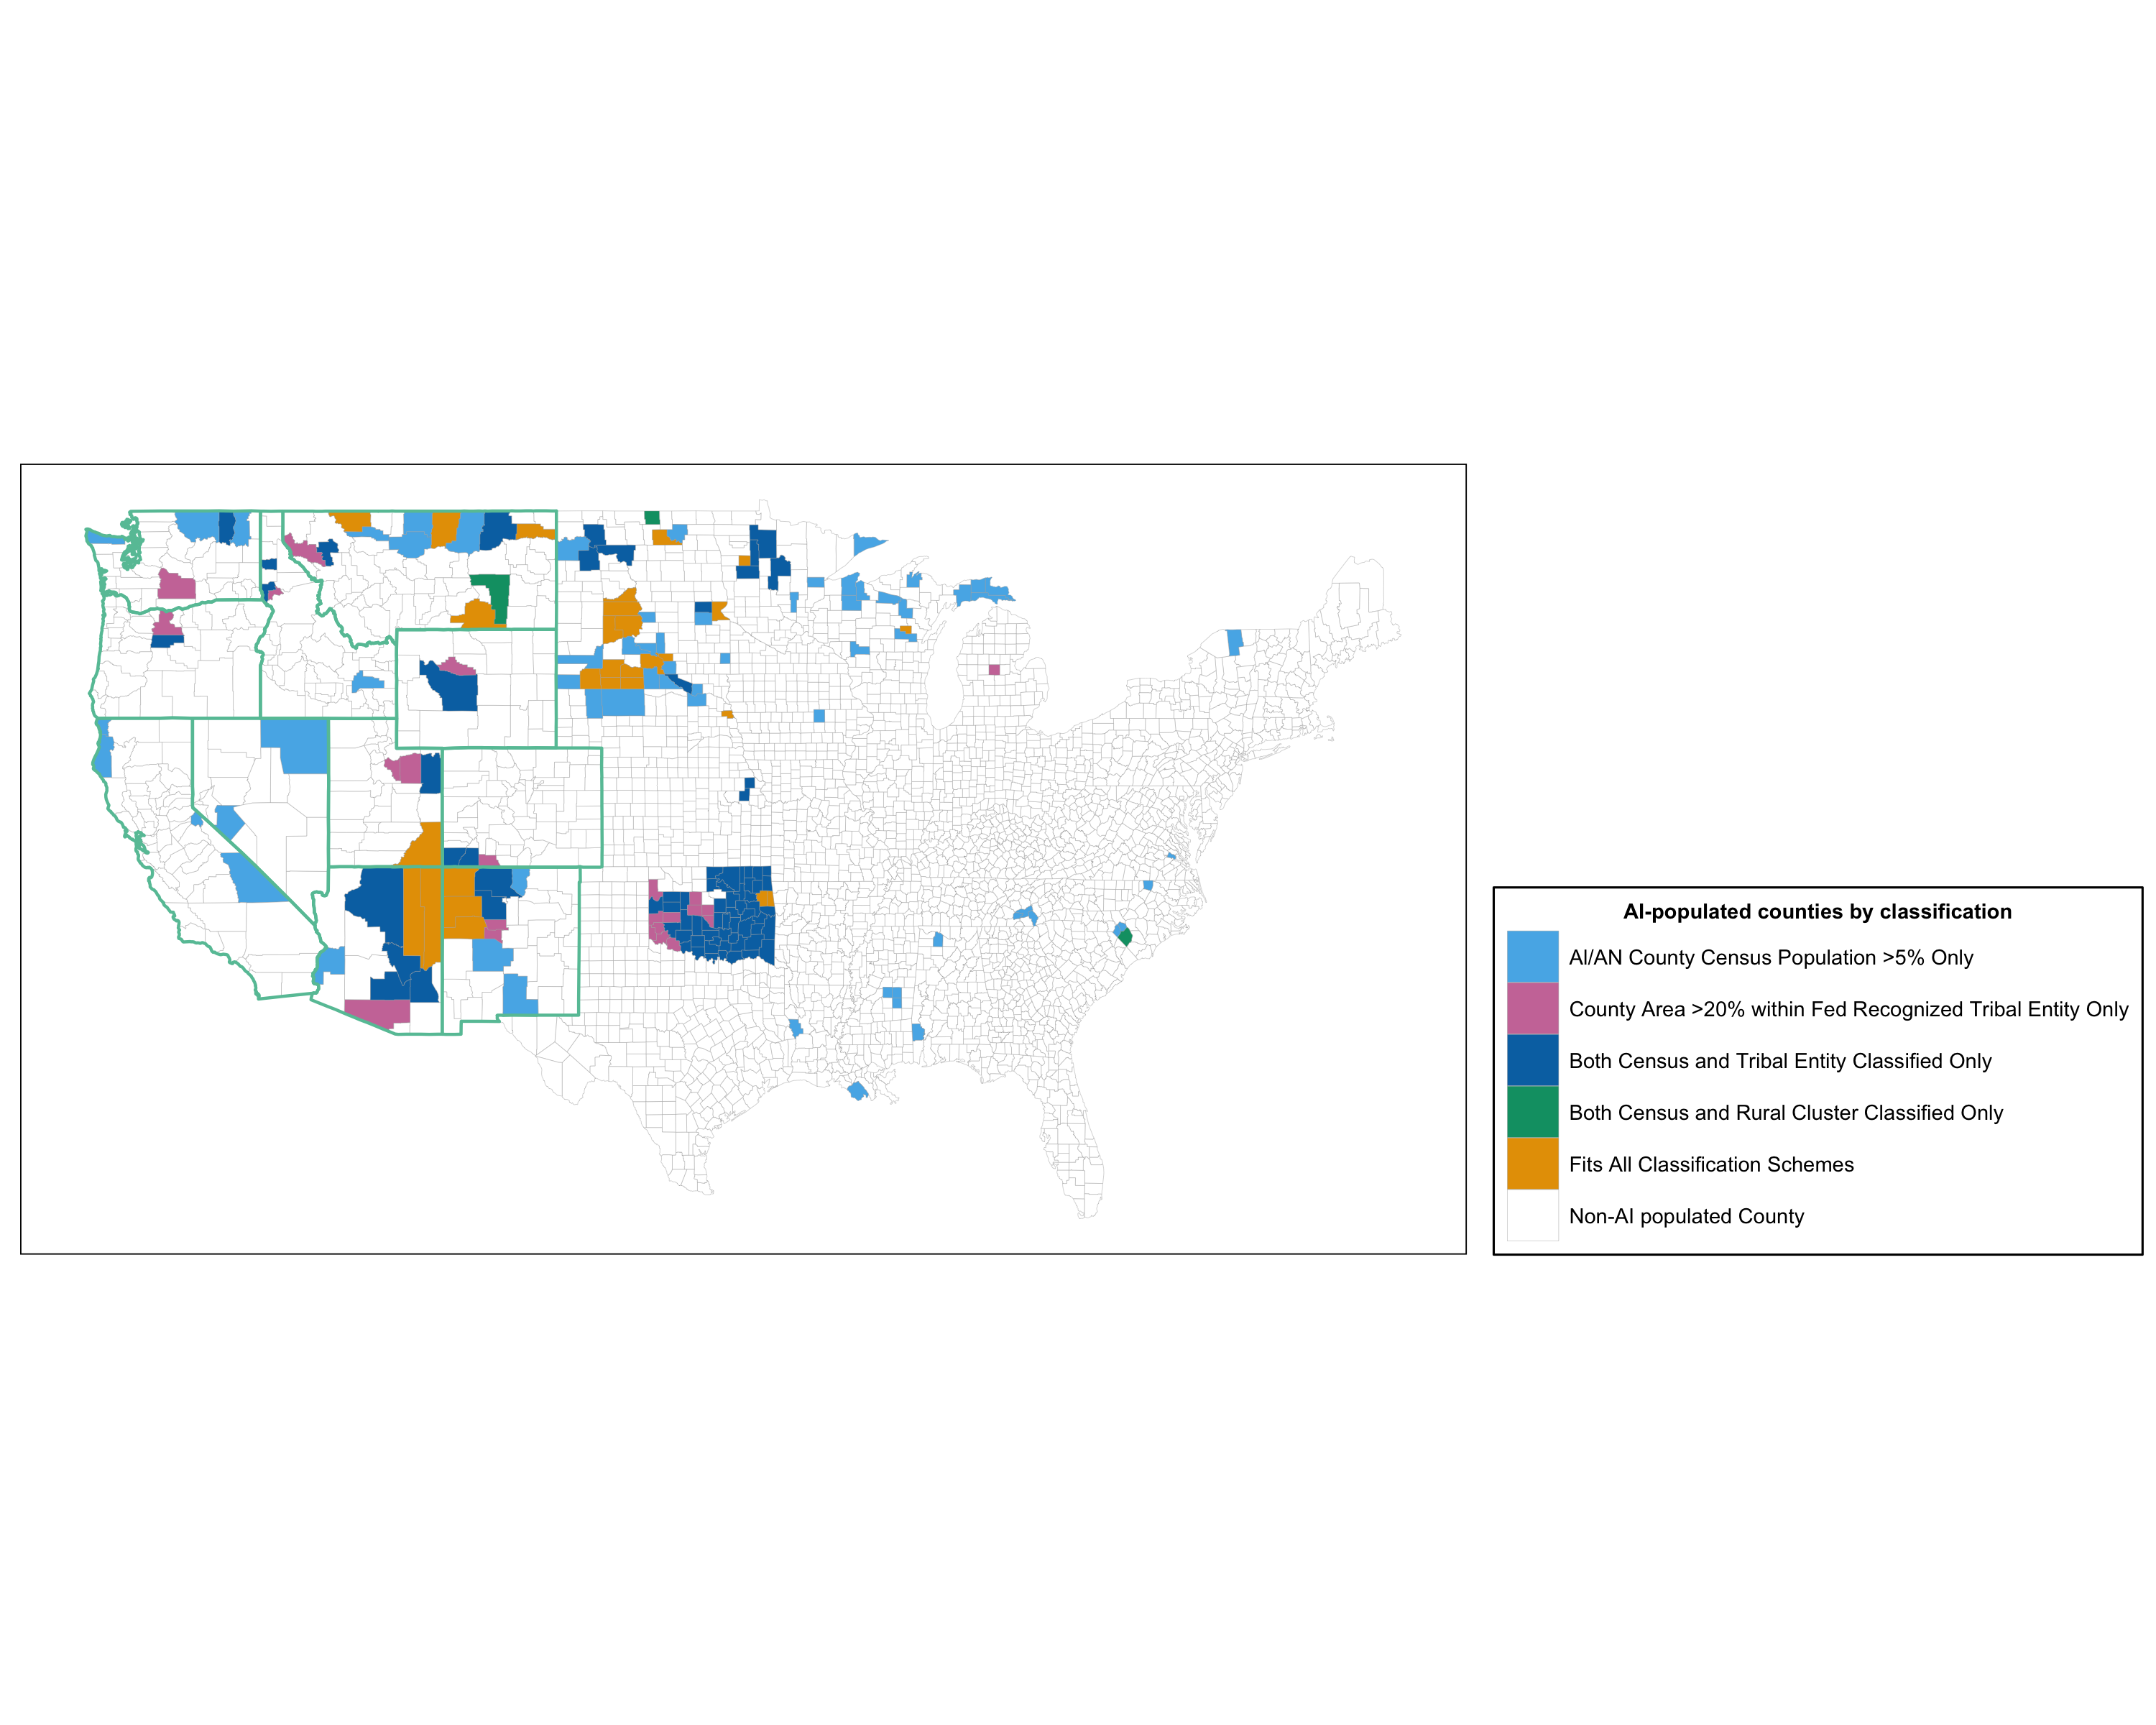 AI-populated counties by classification
AI/AN County Census Population >5% Only
County Area >20% within Fed Recognized Tribal Entity Only
Both Census and Tribal Entity Classified Only
Both Census and Rural Cluster Classified Only
Fits All Classification Schemes
Non-AI populated County